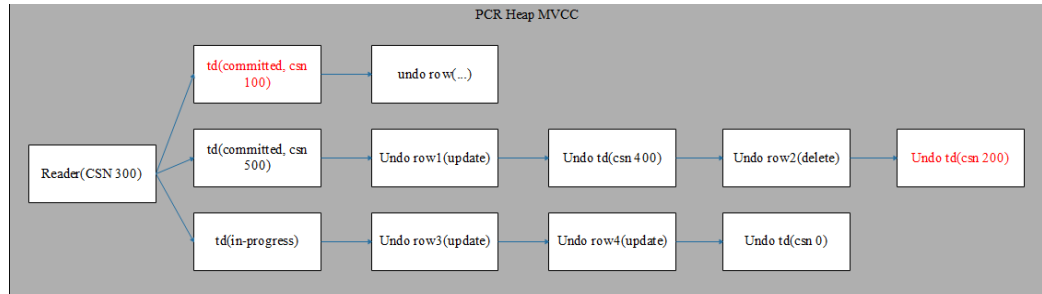 PCR Heap MVCC
td(committed, csn
100)
undo row(...)
Reader(CSN 300)
td(committed, csn
500)
Undo row1(update)
Undo td(csn 400)
Undo row2(delete)
Undo td(csn 200)
td(in-progress)
Undo row3(update)
Undo row4(update)
Undo td(csn 0)